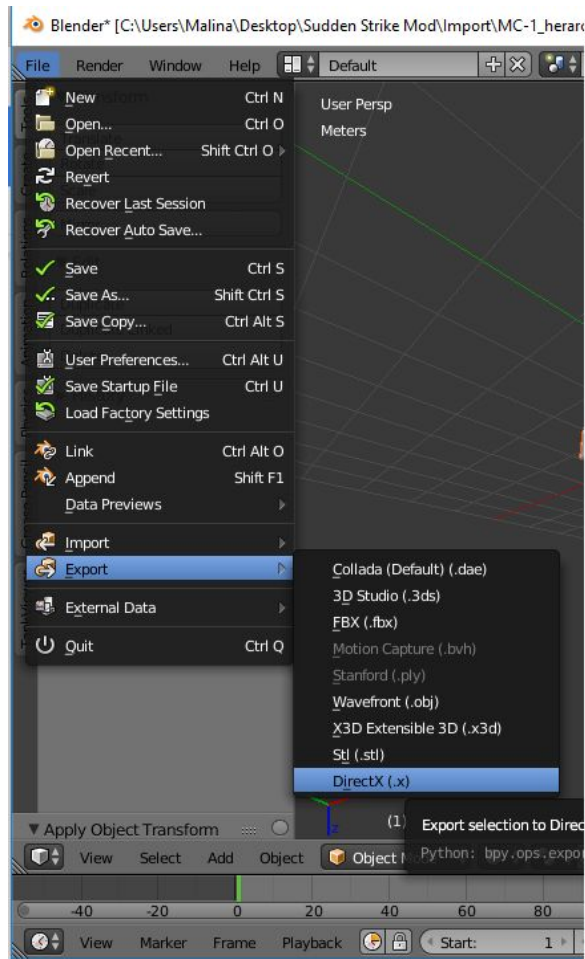 Blender* [C:\Users\Malina\Desktop\Sudden Strike Mod\Import\MC-1_herarc
File Render Window Help Default
New Ctrl N
Open... Ctrl O
Open Recent... Shift Ctrl O
Revert
Recover Last Session
Recover Auto Save...
Save Ctrl S
Save As... Shift Ctrl S
Save Copy... Ctrl Alt S
User Preferences... Ctrl Alt U
Save Startup File Ctrl U
Load Factory Settings
Link Ctrl Alt O
Append Shift F1
Data Previews
Import
Export
External Data
Quit Ctrl Q
User Persp
Meters
Collada (Default) (.dae)
3D Studio (.3ds)
FBX (.fbx)
Motion Capture (.bvh)
Stanford (.ply)
Wavefront (.obj)
X3D Extensible 3D (.x3d)
Stl (.stl)
DirectX (.x)
(1)
Export selection to Direc
Python: bpy.ops.expor
Apply Object Transform
View Select Add Object Object M
-40 -20 0 20 40 60 80
View Marker Frame Playback Start: 1